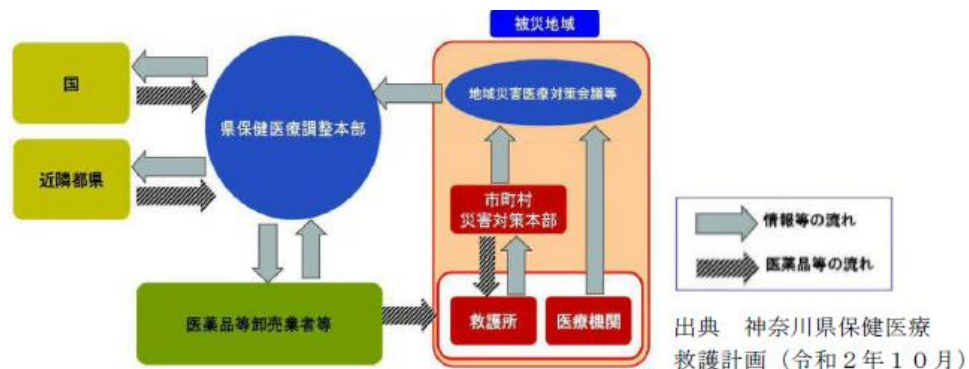 被災地域
国
県保健医療調整本部
地域災害医療対策会議等
近隣都県
市町村
災害対策本部
医薬品等卸売業者等
救護所
医療機関
情報等の流れ
医薬品等の流れ
出典　神奈川県保健医療
救護計画（令和２年１０月）